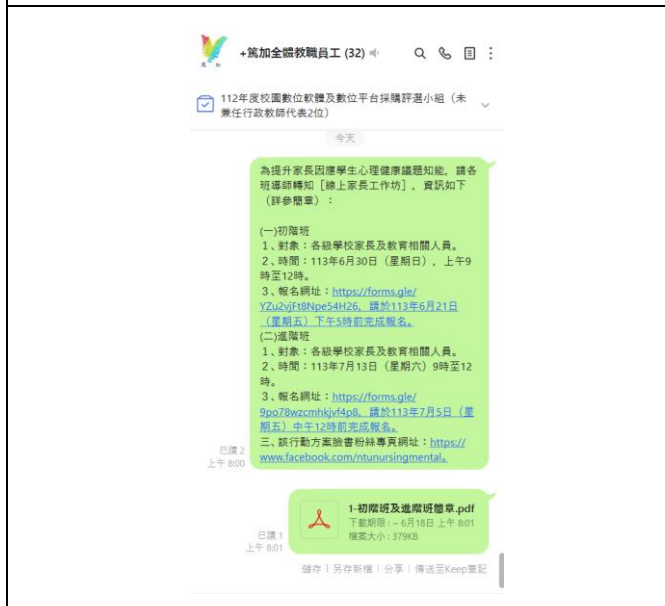 +篤加全體教職員工 (32)
112年度校園數位軟體及數位平台採購評選小組（未
兼任行政教師代表2位）
今天
為提升家長因應學生心理健康議題知能，請各
班導師轉知［線上家長工作坊］，資訊如下
（詳參簡章）：
(一)初階班
1、對象：各級學校家長及教育相關人員。
2、時間：113年6月30日（星期日），上午9
時至12時。
3、報名網址：https://forms.gle/
YZu2vjFt8Npe54H26，請於113年6月21日
（星期五）下午5時前完成報名。
(二)進階班
1、對象：各級學校家長及教育相關人員。
2、時間：113年7月13日（星期六）9時至12
時。
3、報名網址：https://forms.gle/
9po78wzcmhkjvf4p8，請於113年7月5日（星
期五）中午12時前完成報名。
三、該行動方案臉書粉絲專頁網址：https://
www.facebook.com/ntunursingmental。
已讀 2
上午 8:00
1-初階班及進階班簡章.pdf
下載期限：~ 6月18日 上午 8:01
檔案大小：379KB
已讀 1
上午 8:01
儲存｜另存新檔｜分享｜傳送至Keep筆記